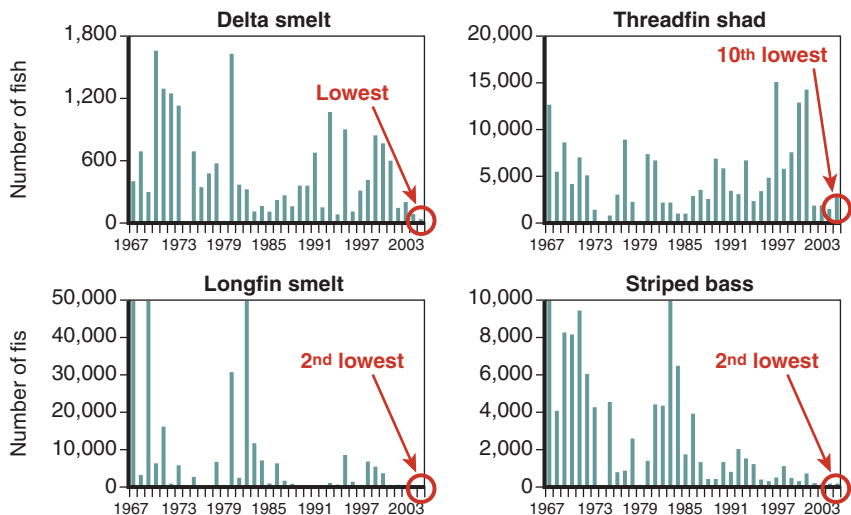 Delta smelt
Number of fish
1,800
1,200
600
0
Lowest
1967 1973 1979 1985 1991 1997 2003
Threadfin shad
20,000
15,000
10,000
5,000
0
10th lowest
1967 1973 1979 1985 1991 1997 2003
Longfin smelt
Number of fis
50,000
40,000
30,000
20,000
10,000
0
2nd lowest
1967 1973 1979 1985 1991 1997 2003
Striped bass
10,000
8,000
6,000
4,000
2,000
0
2nd lowest
1967 1973 1979 1985 1991 1997 2003